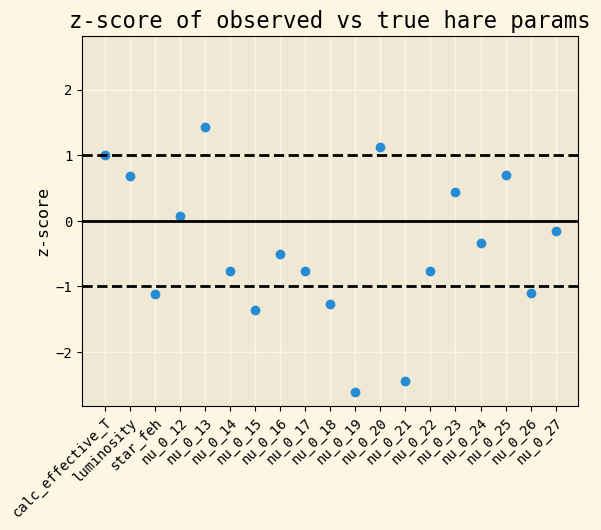 z-score of observed vs true hare params
z-score
2
1
0
−1
−2
calc_effective_T
luminosity
star_feh
nu_0_12
nu_0_13
nu_0_14
nu_0_15
nu_0_16
nu_0_17
nu_0_18
nu_0_19
nu_0_20
nu_0_21
nu_0_22
nu_0_23
nu_0_24
nu_0_25
nu_0_26
nu_0_27